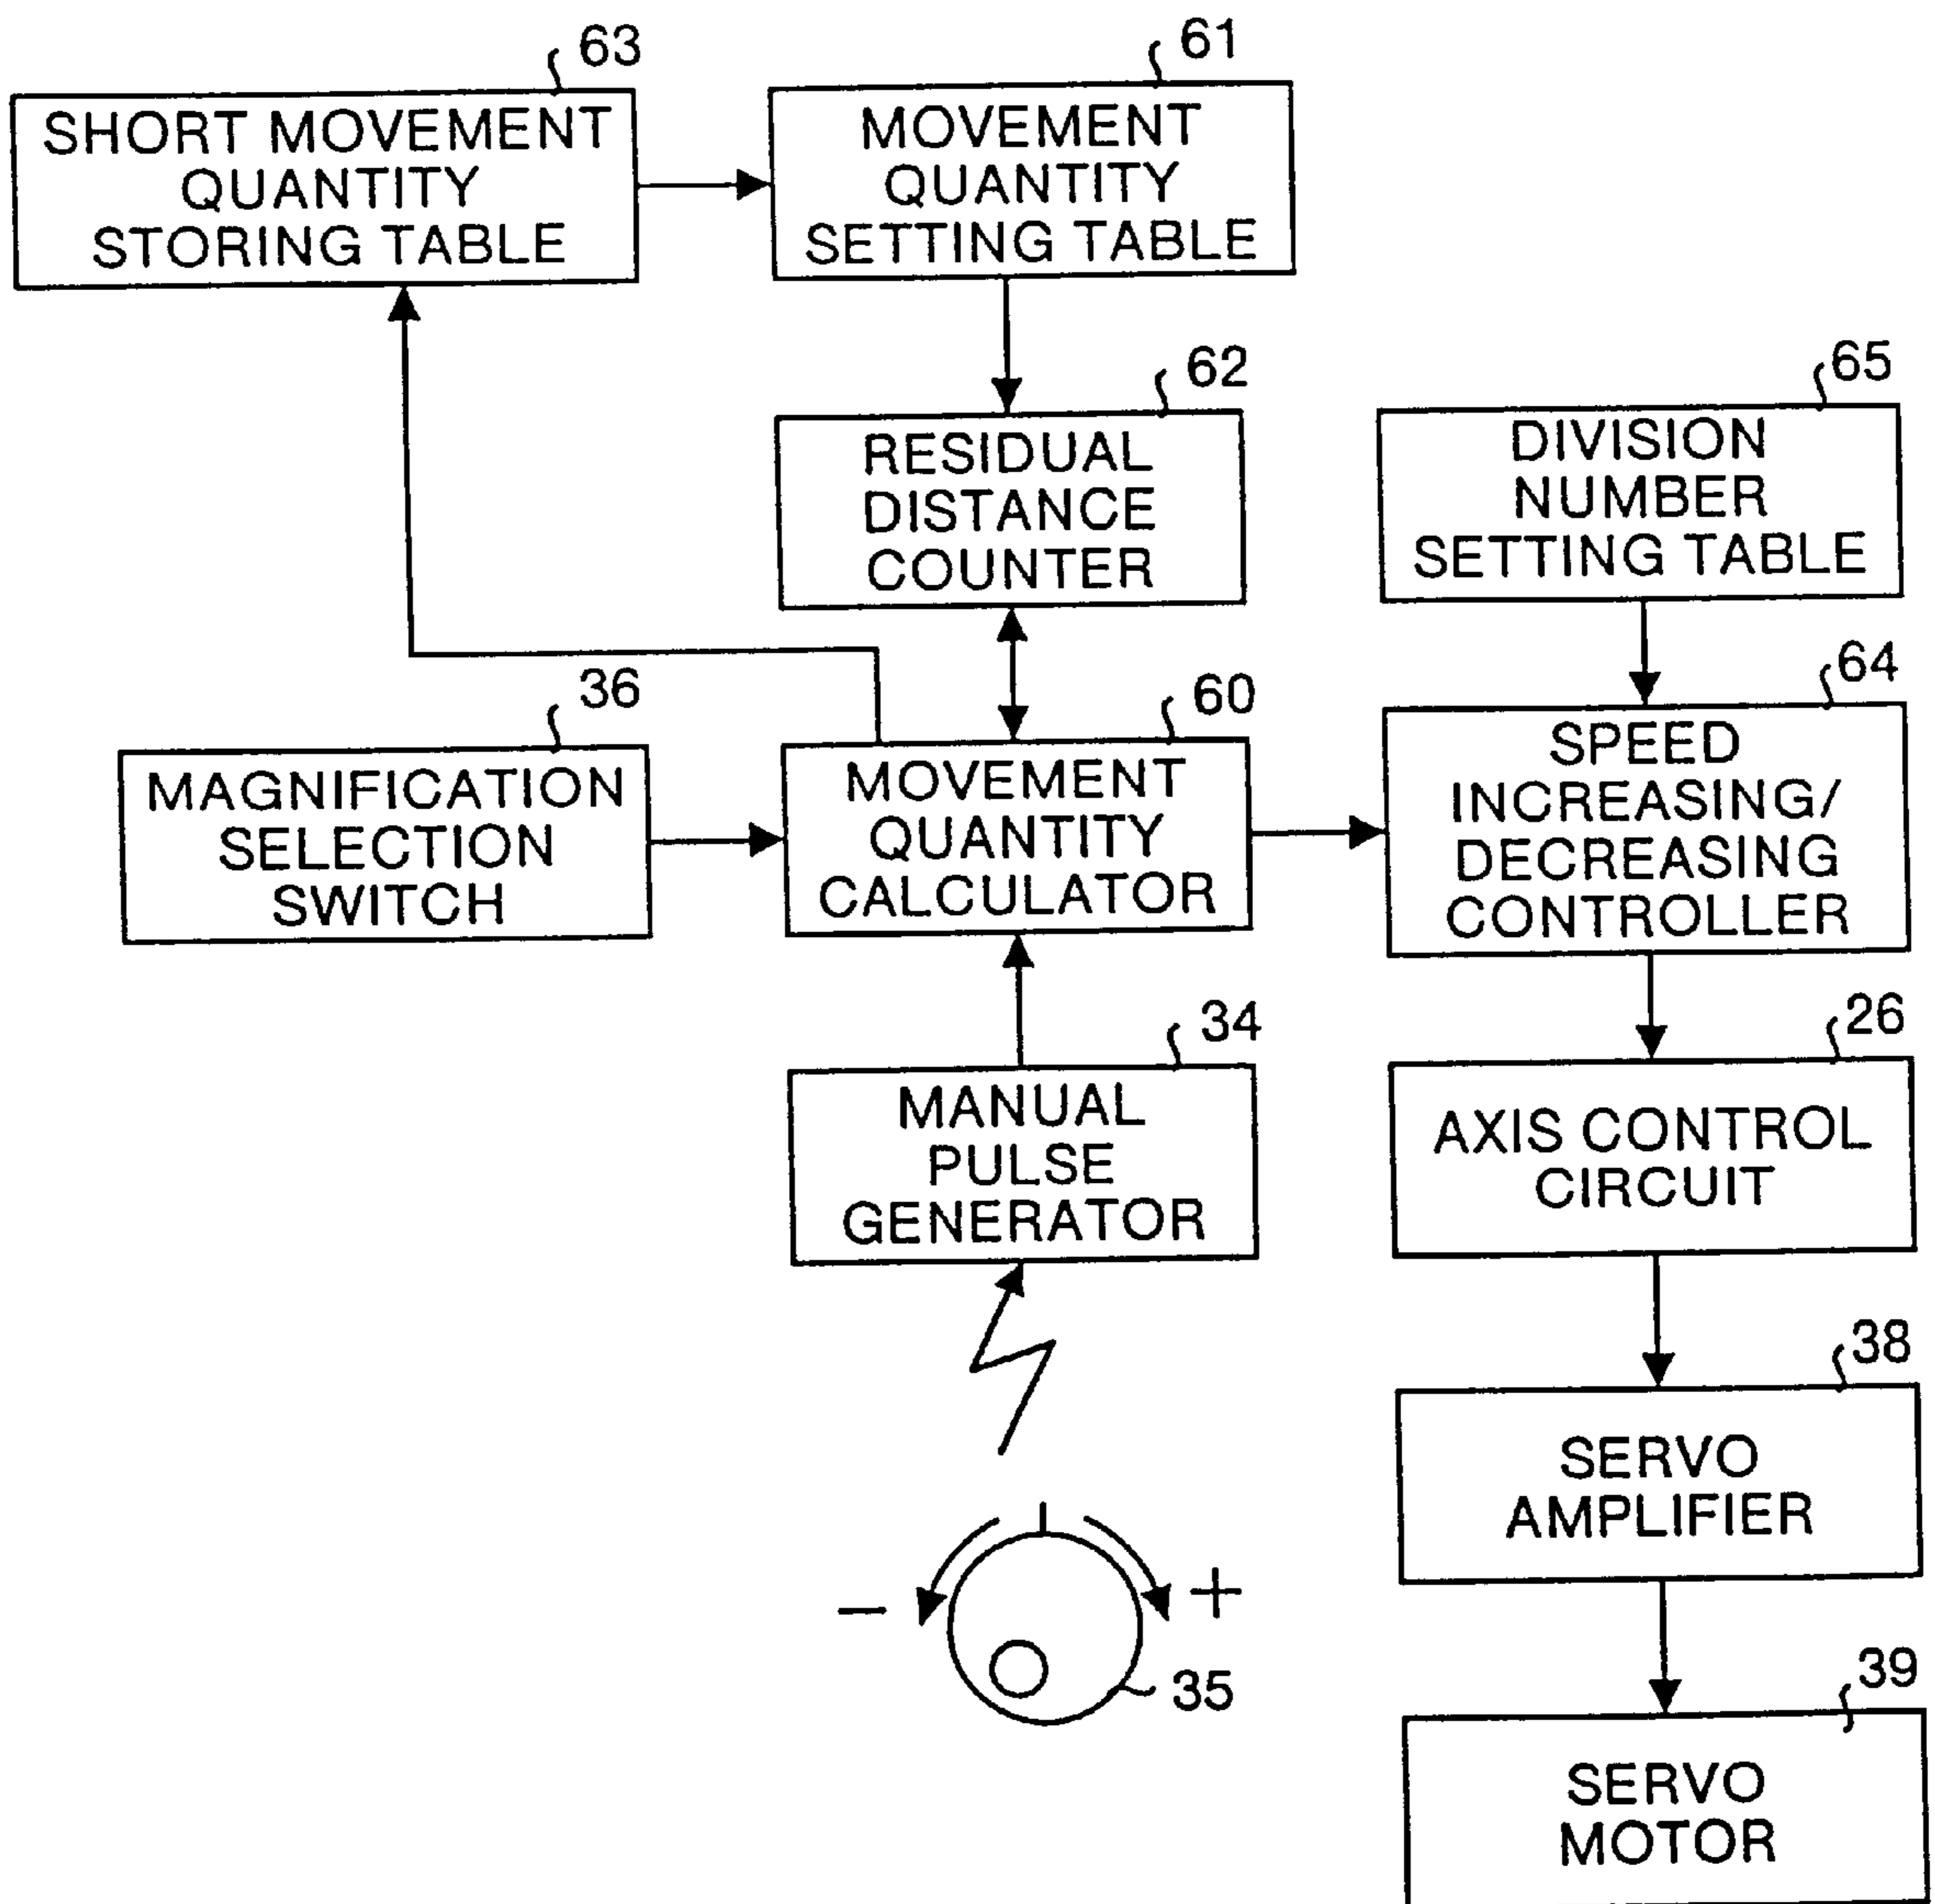 63
SHORT MOVEMENT
QUANTITY
STORING TABLE
61
MOVEMENT
QUANTITY
SETTING TABLE
62
RESIDUAL
DISTANCE
COUNTER
65
DIVISION
NUMBER
SETTING TABLE
36
MAGNIFICATION
SELECTION
SWITCH
60
MOVEMENT
QUANTITY
CALCULATOR
64
SPEED
INCREASING/
DECREASING
CONTROLLER
34
MANUAL
PULSE
GENERATOR
26
AXIS CONTROL
CIRCUIT
38
SERVO
AMPLIFIER
− +
35
39
SERVO
MOTOR